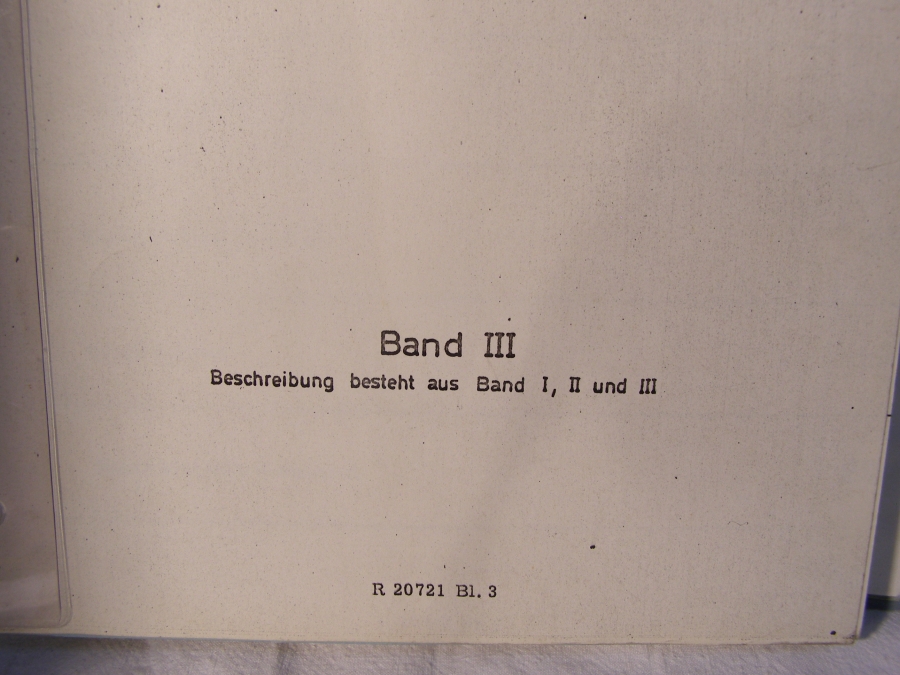 Band III
Beschreibung besteht aus Band I, II und III
R 20721 Bl. 3